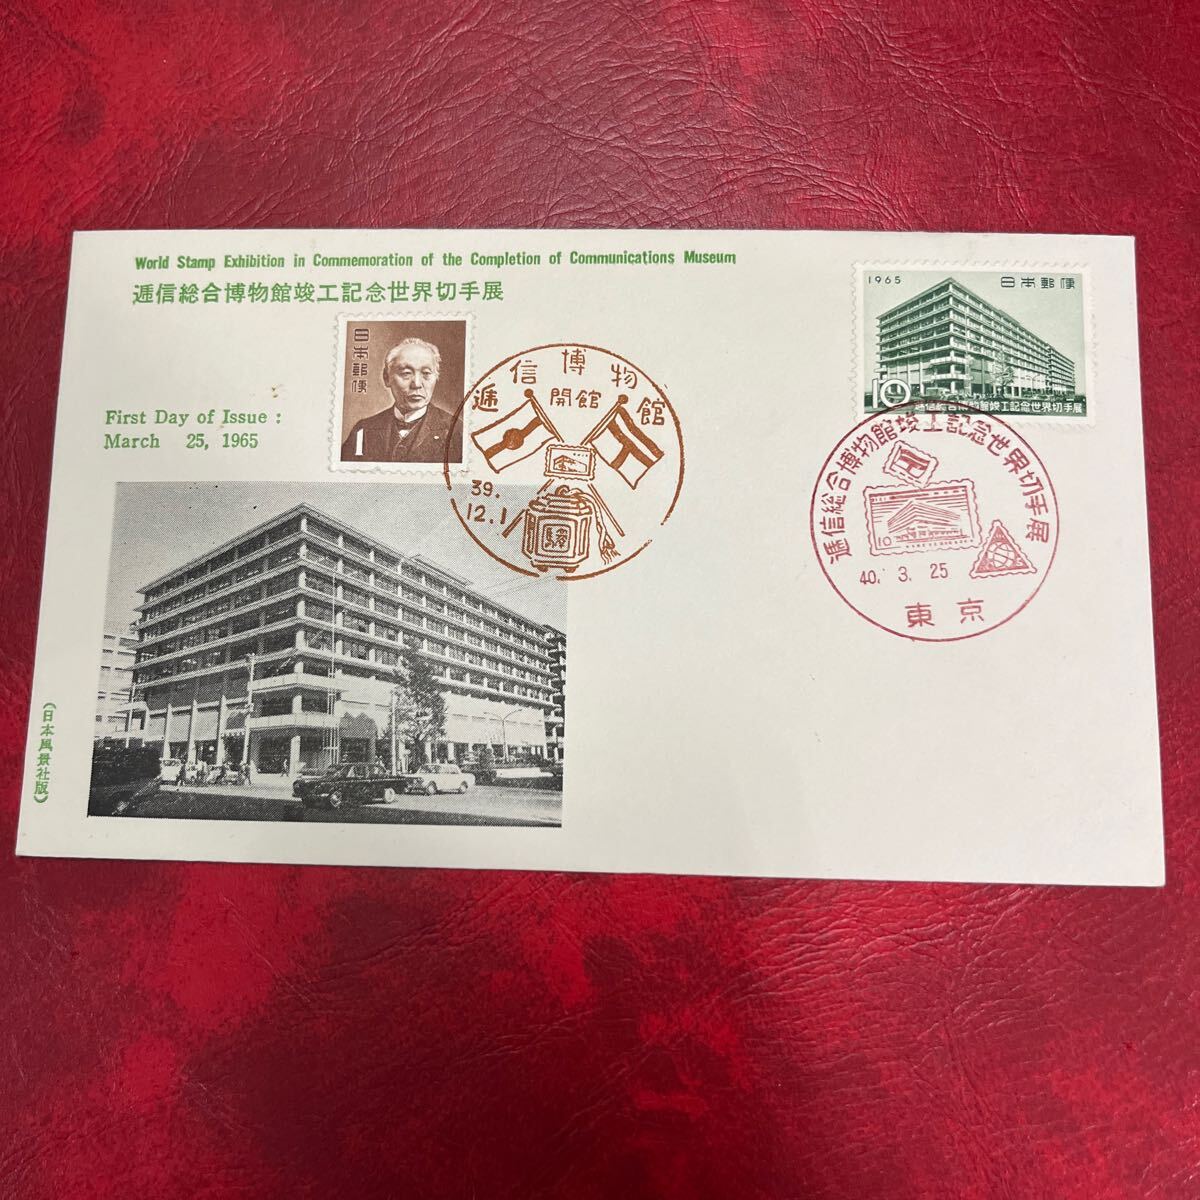 World Stamp Exhibition in Commemoration of the Completion of Communications Museum
逓信総合博物館竣工記念世界切手展
First Day of Issue :
March 25, 1965
日本郵便
1
逓信博物館
開館
39.
12.1
駅
1965
日本郵便
10
逓信総合博物館竣工記念世界切手展
逓信総合博物館竣工記念世界切手展
10
40. 3. 25
東京
(日本風景社版)